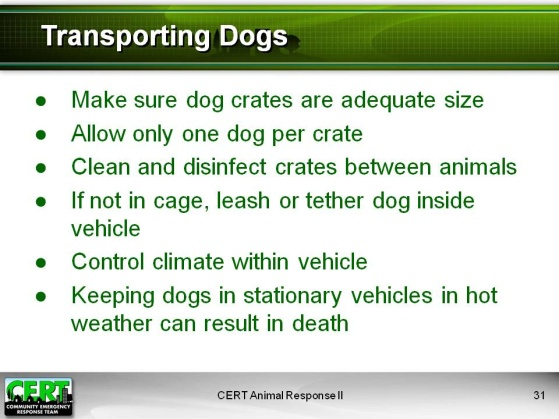 Transporting Dogs
● Make sure dog crates are adequate size
● Allow only one dog per crate
● Clean and disinfect crates between animals
● If not in cage, leash or tether dog inside
vehicle
● Control climate within vehicle
● Keeping dogs in stationary vehicles in hot
weather can result in death
CERT
COMMUNITY EMERGENCY
RESPONSE TEAM
CERT Animal Response II
31